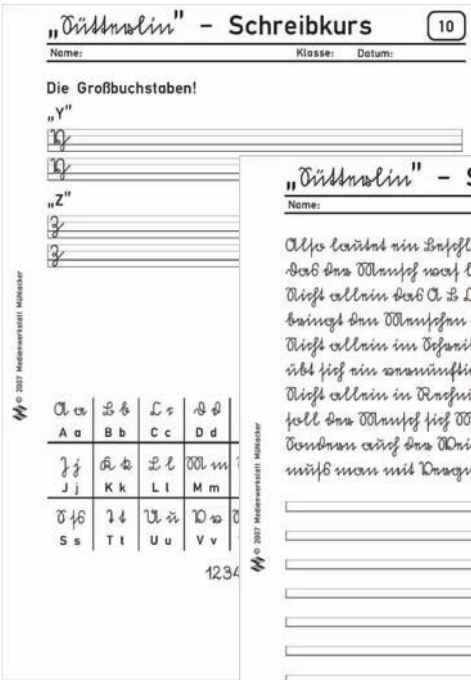 „Sütterlin" – Schreibkurs 10
Name: Klasse: Datum:
Die Großbuchstaben!
„Y"
Y
Y
„Z"
Z
Z
A a B b C c D d
A a B b C c D d
J j K k L l M m
J j K k L l M m
S s ß T t U u V v
S s T t U u V v
1234
© 2007 Medienwerkstatt Mühlacker
„Sütterlin" – S
Name:
Also lautet ein Beschl
daß der Mensch was l
Nicht allein das A B C
bringt den Menschen
Nicht allein im Schreib
übt sich ein vernünftig
Nicht allein in Rechn
soll der Mensch sich M
Sondern auch der Wei
muß man mit Vergn
© 2007 Medienwerkstatt Mühlacker